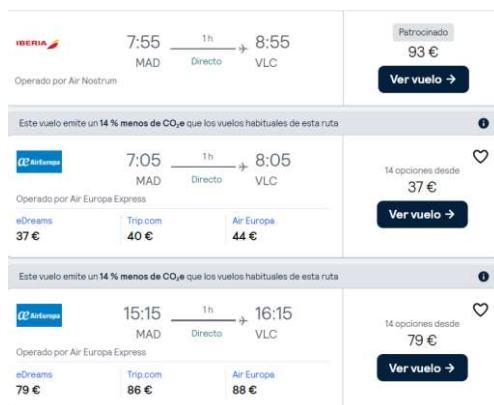 IBERIA
7:55 1h 8:55
MAD Directo VLC
Operado por Air Nostrum
Patrocinado
93 €
Ver vuelo →
Este vuelo emite un 14 % menos de CO₂e que los vuelos habituales de esta ruta
AirEuropa
7:05 1h 8:05
MAD Directo VLC
Operado por Air Europa Express
eDreams Trip.com Air Europa
37 € 40 € 44 €
14 opciones desde
37 €
Ver vuelo →
Este vuelo emite un 14 % menos de CO₂e que los vuelos habituales de esta ruta
AirEuropa
15:15 1h 16:15
MAD Directo VLC
Operado por Air Europa Express
eDreams Trip.com Air Europa
79 € 86 € 88 €
14 opciones desde
79 €
Ver vuelo →